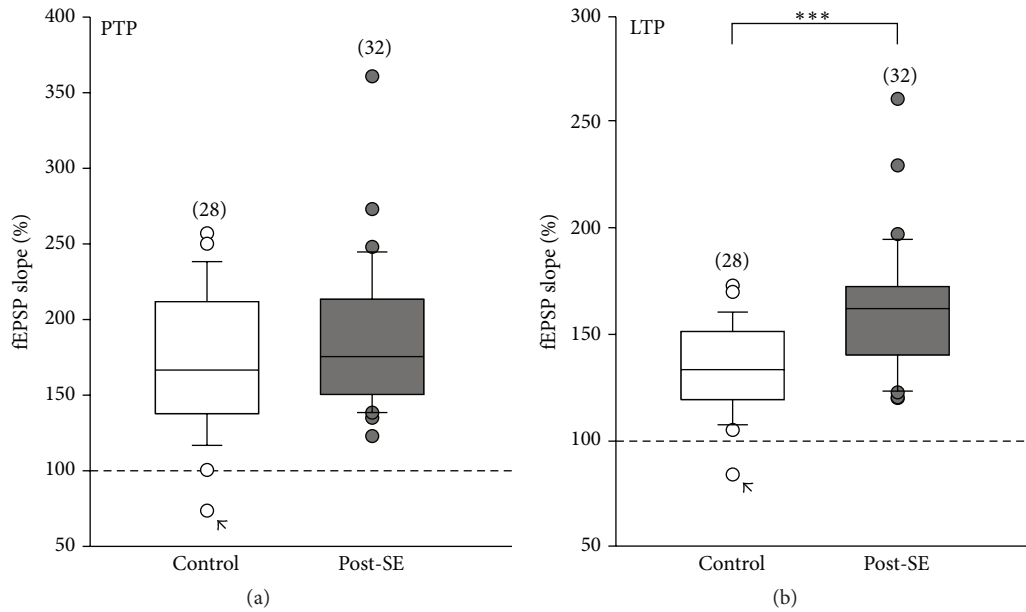 PTP
fEPSP slope (%)
400
350
300
250
200
150
100
50
(28)
(32)
Control
Post-SE
(a)
LTP
***
fEPSP slope (%)
300
250
200
150
100
50
(28)
(32)
Control
Post-SE
(b)